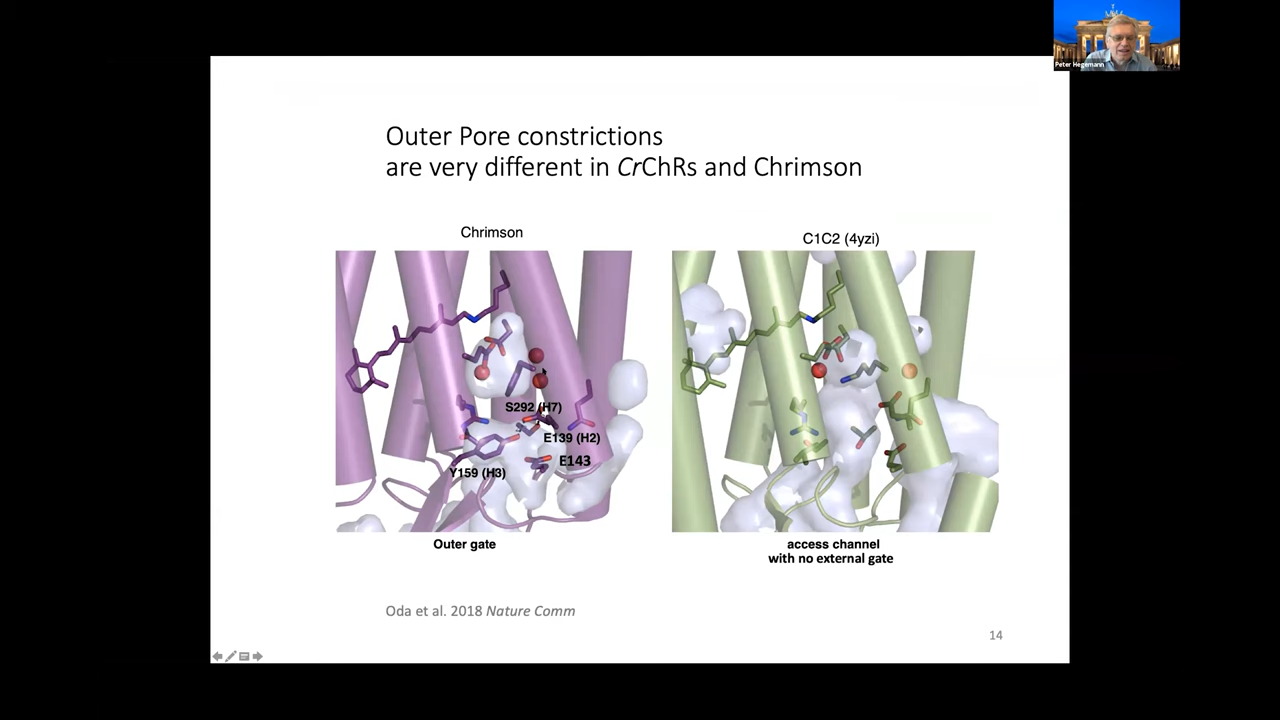 Peter Hegemann
Outer Pore constrictions
are very different in CrChRs and Chrimson
Chrimson
C1C2 (4yzi)
S292 (H7)
E139 (H2)
E143
Y159 (H3)
Outer gate
access channel
with no external gate
Oda et al. 2018 Nature Comm
14